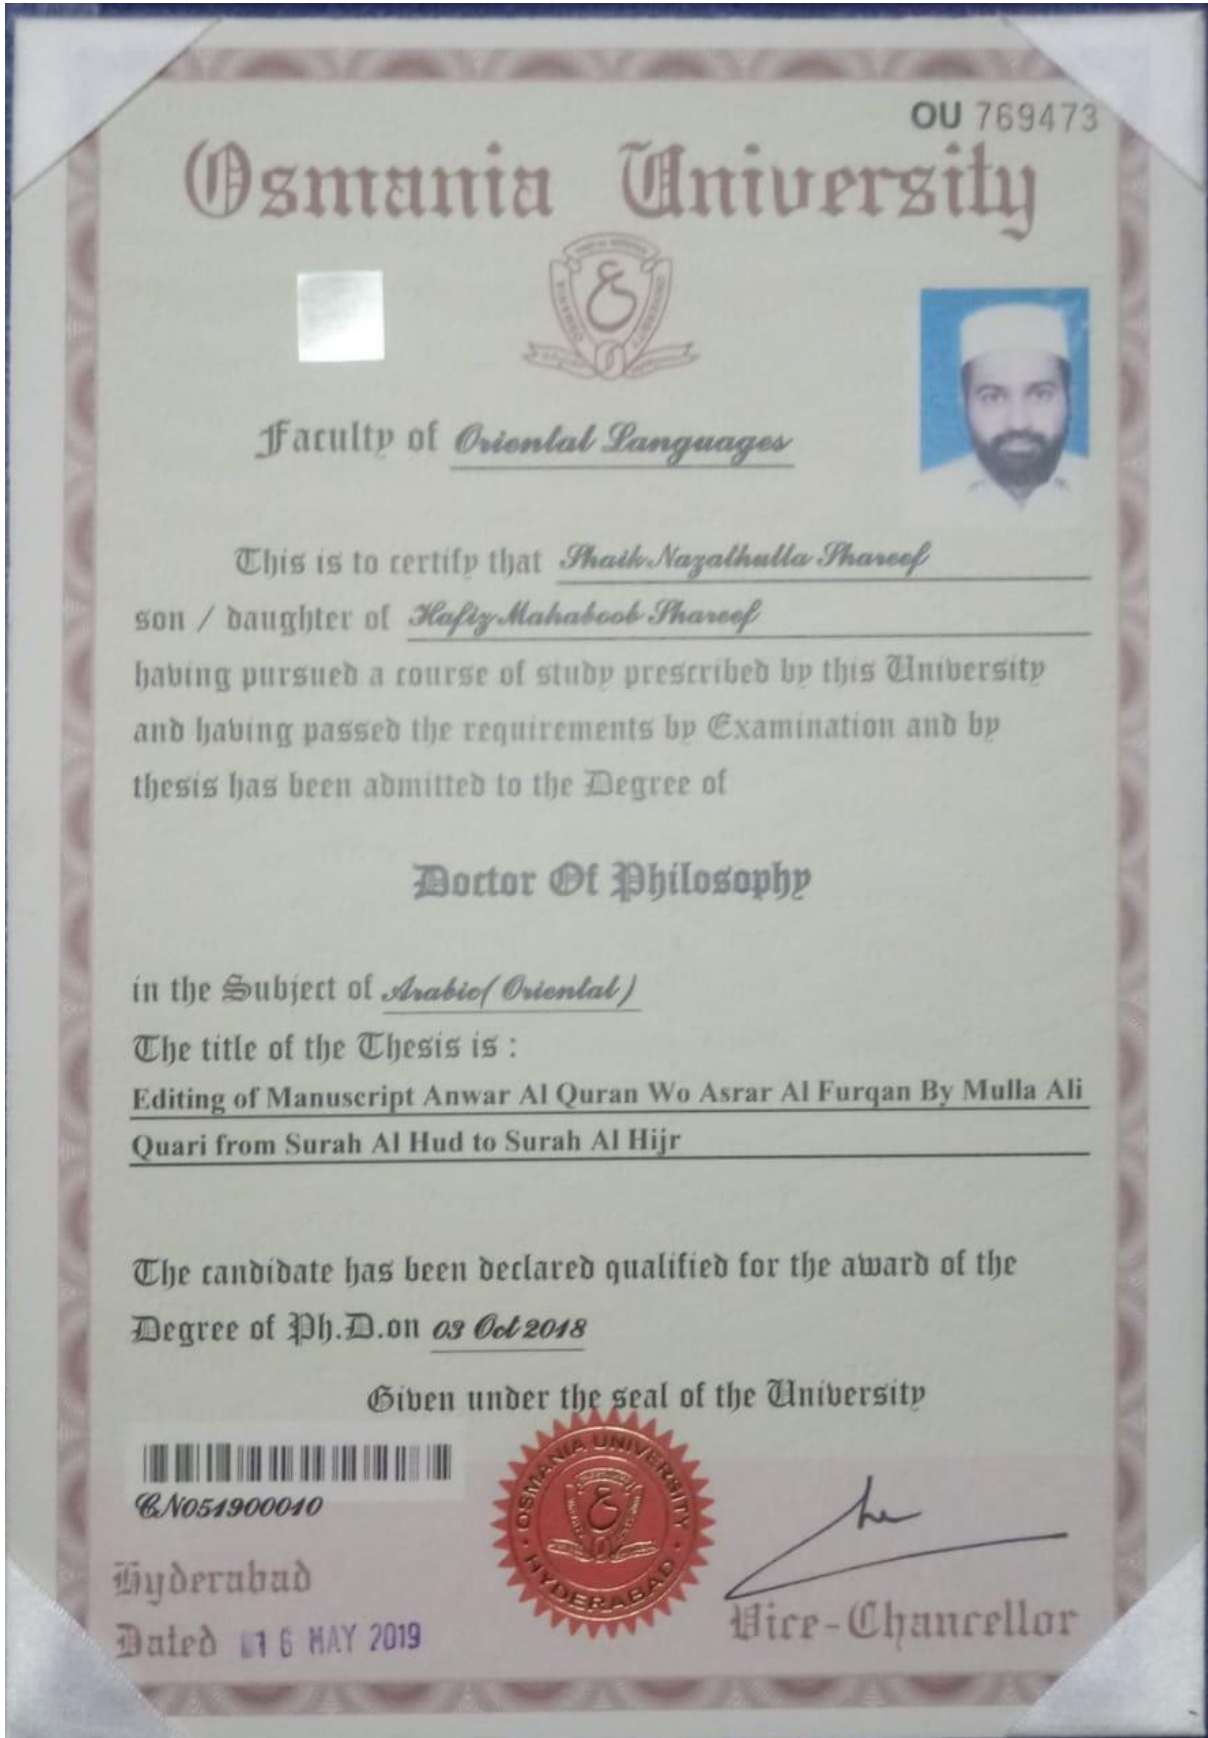 OU 769473
Osmania University
Faculty of Oriental Languages
This is to certify that Shaik Nazathulla Shareef
son / daughter of Hafiz Mahaboob Shareef
having pursued a course of study prescribed by this University
and having passed the requirements by Examination and by
thesis has been admitted to the Degree of
Doctor Of Philosophy
in the Subject of Arabic( Oriental )
The title of the Thesis is :
Editing of Manuscript Anwar Al Quran Wo Asrar Al Furqan By Mulla Ali
Quari from Surah Al Hud to Surah Al Hijr
The candidate has been declared qualified for the award of the
Degree of Ph.D.on 03 Oct 2018
Given under the seal of the University
CN051900010
OSMANIA UNIVERSITY
HYDERABAD
Hyderabad
Vice-Chancellor
Dated 16 MAY 2019